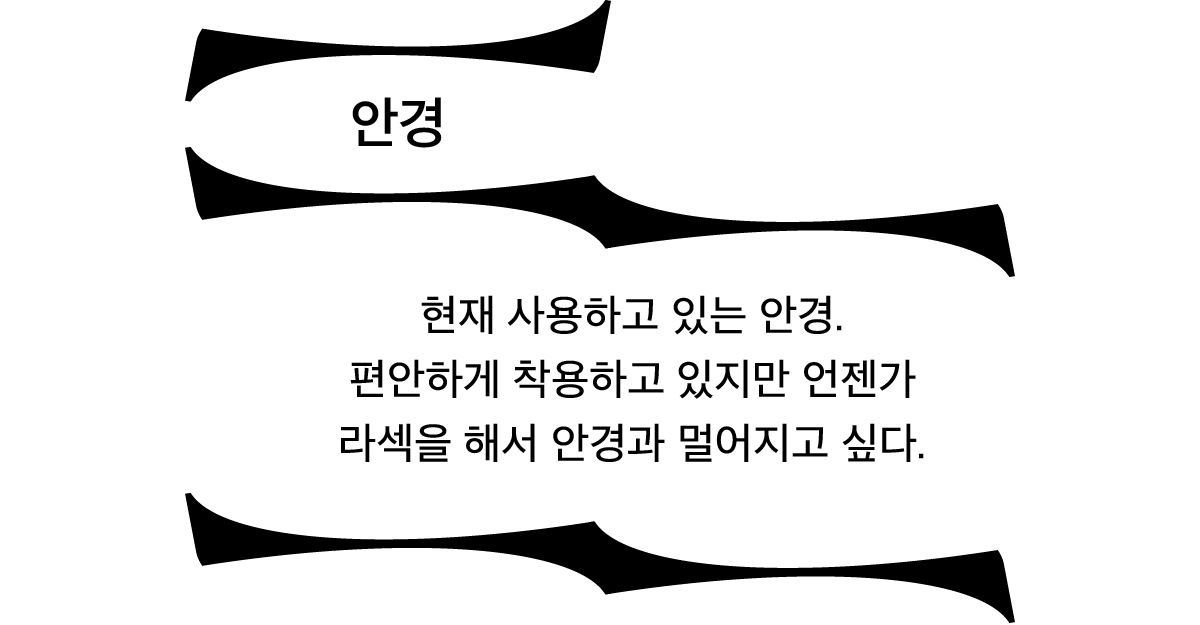 안경
현재 사용하고 있는 안경.
편안하게 착용하고 있지만 언젠가
라섹을 해서 안경과 멀어지고 싶다.